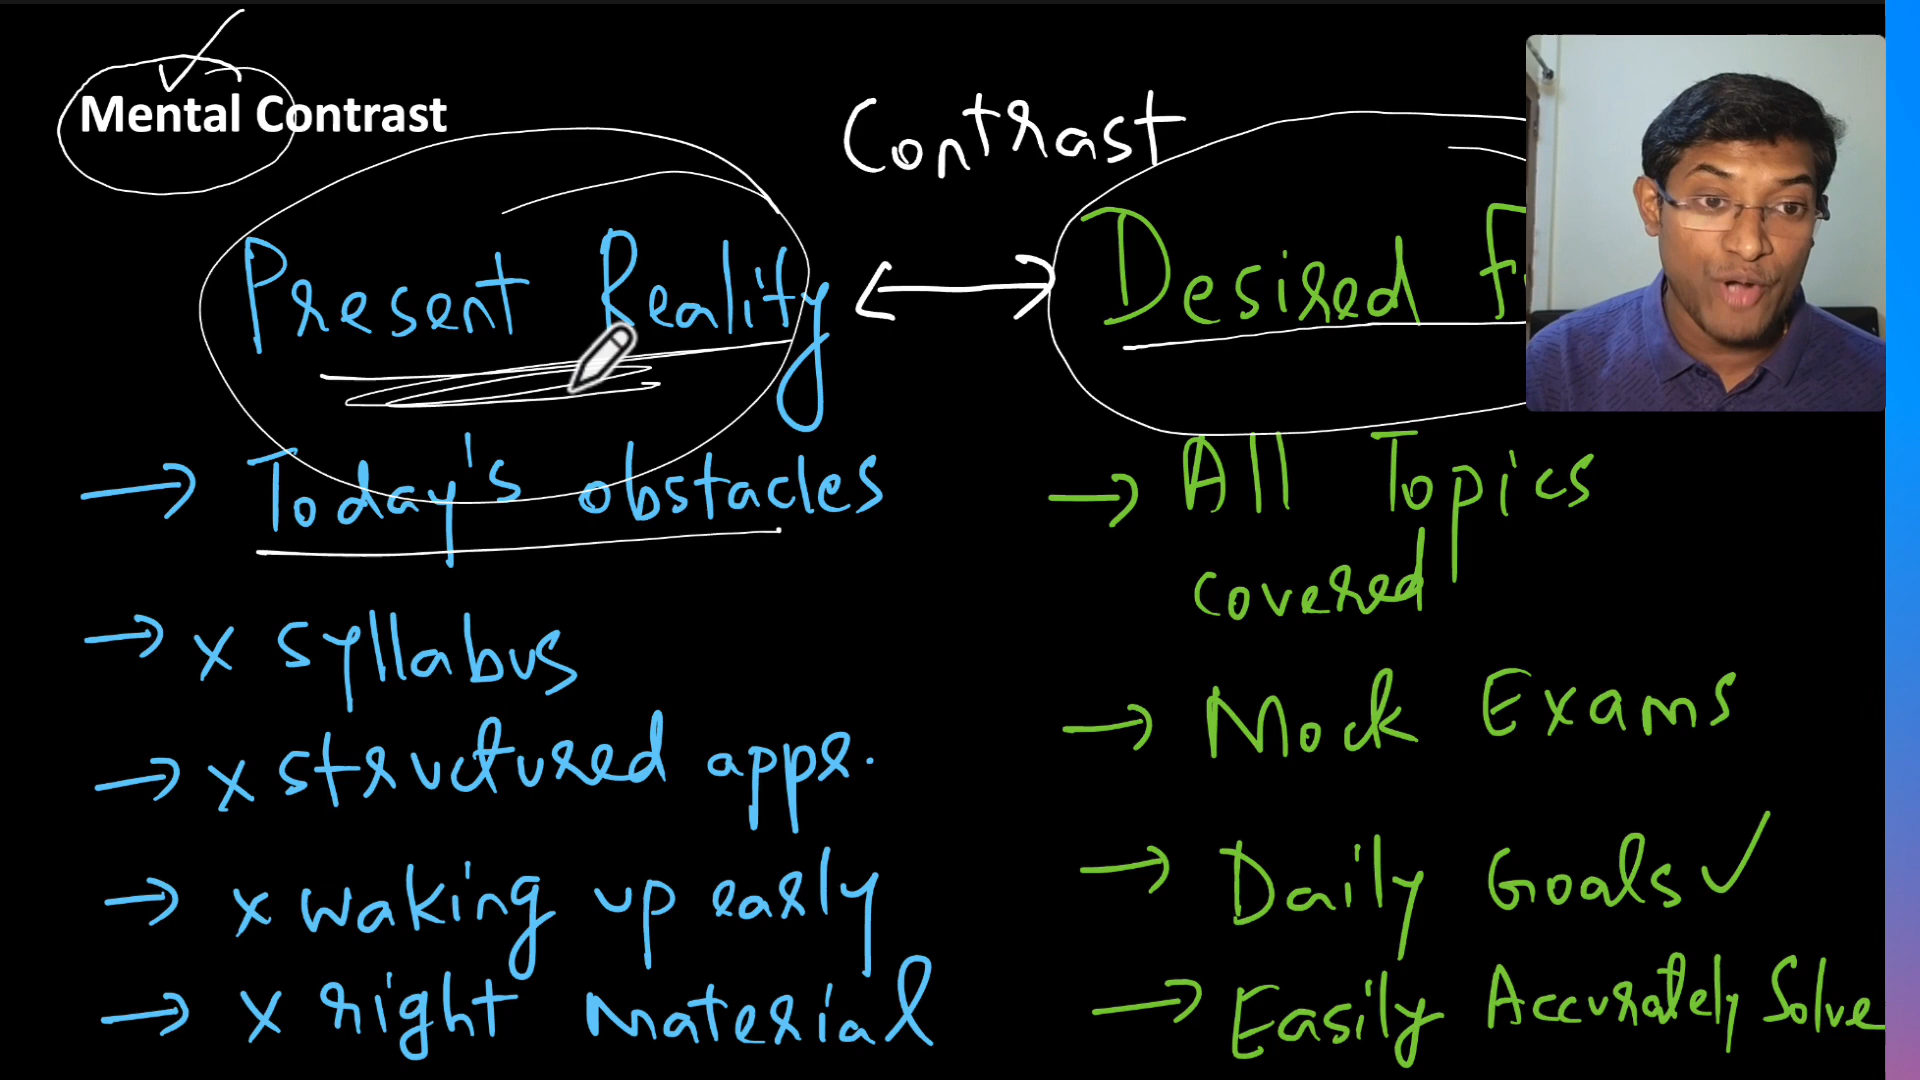 Mental Contrast
Contrast
Present Reality
Desired
→ Today's obstacles
→ x syllabus
→ x structured appr.
→ x waking up early
→ x right material
→ All Topics
covered
→ Mock Exams
→ Daily Goals ✓
→ Easily Accurately Solve